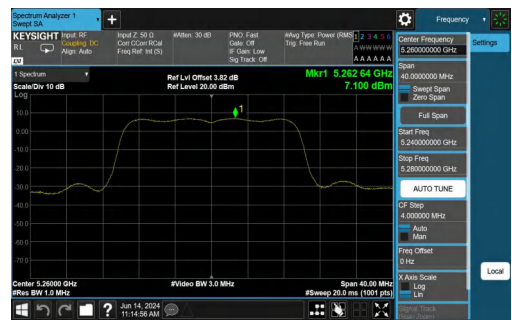 Spectrum Analyzer 1
Swept SA
Frequency
KEYSIGHT
RL
LV
Input: RF
Coupling: DC
Align: Auto
Input Z: 50 Ω
Corr CCorr RCal
Freq Ref: Int (S)
#Atten: 30 dB
PNO: Fast
Gate: Off
IF Gain: Low
Sig Track: Off
#Avg Type: Power (RMS)
Trig: Free Run
1 2 3 4 5 6
A W W W W W
A A A A A A
1 Spectrum
Scale/Div 10 dB
Log
Ref Lvl Offset 3.82 dB
Ref Level 20.00 dBm
Mkr1 5.262 64 GHz
7.100 dBm
1
10.0
0.00
-10.0
-20.0
-30.0
-40.0
-50.0
-60.0
-70.0
Center 5.26000 GHz
#Res BW 1.0 MHz
#Video BW 3.0 MHz
Span 40.00 MHz
#Sweep 20.0 ms (1001 pts)
Center Frequency
5.260000000 GHz
Settings
Span
40.0000000 MHz
Swept Span
Zero Span
Full Span
Start Freq
5.240000000 GHz
Stop Freq
5.280000000 GHz
AUTO TUNE
CF Step
4.000000 MHz
Auto
Man
Freq Offset
0 Hz
X Axis Scale
Log
Lin
Local
Signal Track
?
Jun 14, 2024
11:14:56 AM